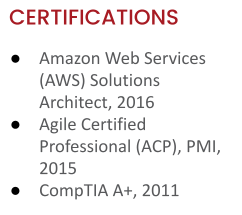 CERTIFICATIONS
● Amazon Web Services
(AWS) Solutions
Architect, 2016
● Agile Certified
Professional (ACP), PMI,
2015
● CompTIA A+, 2011